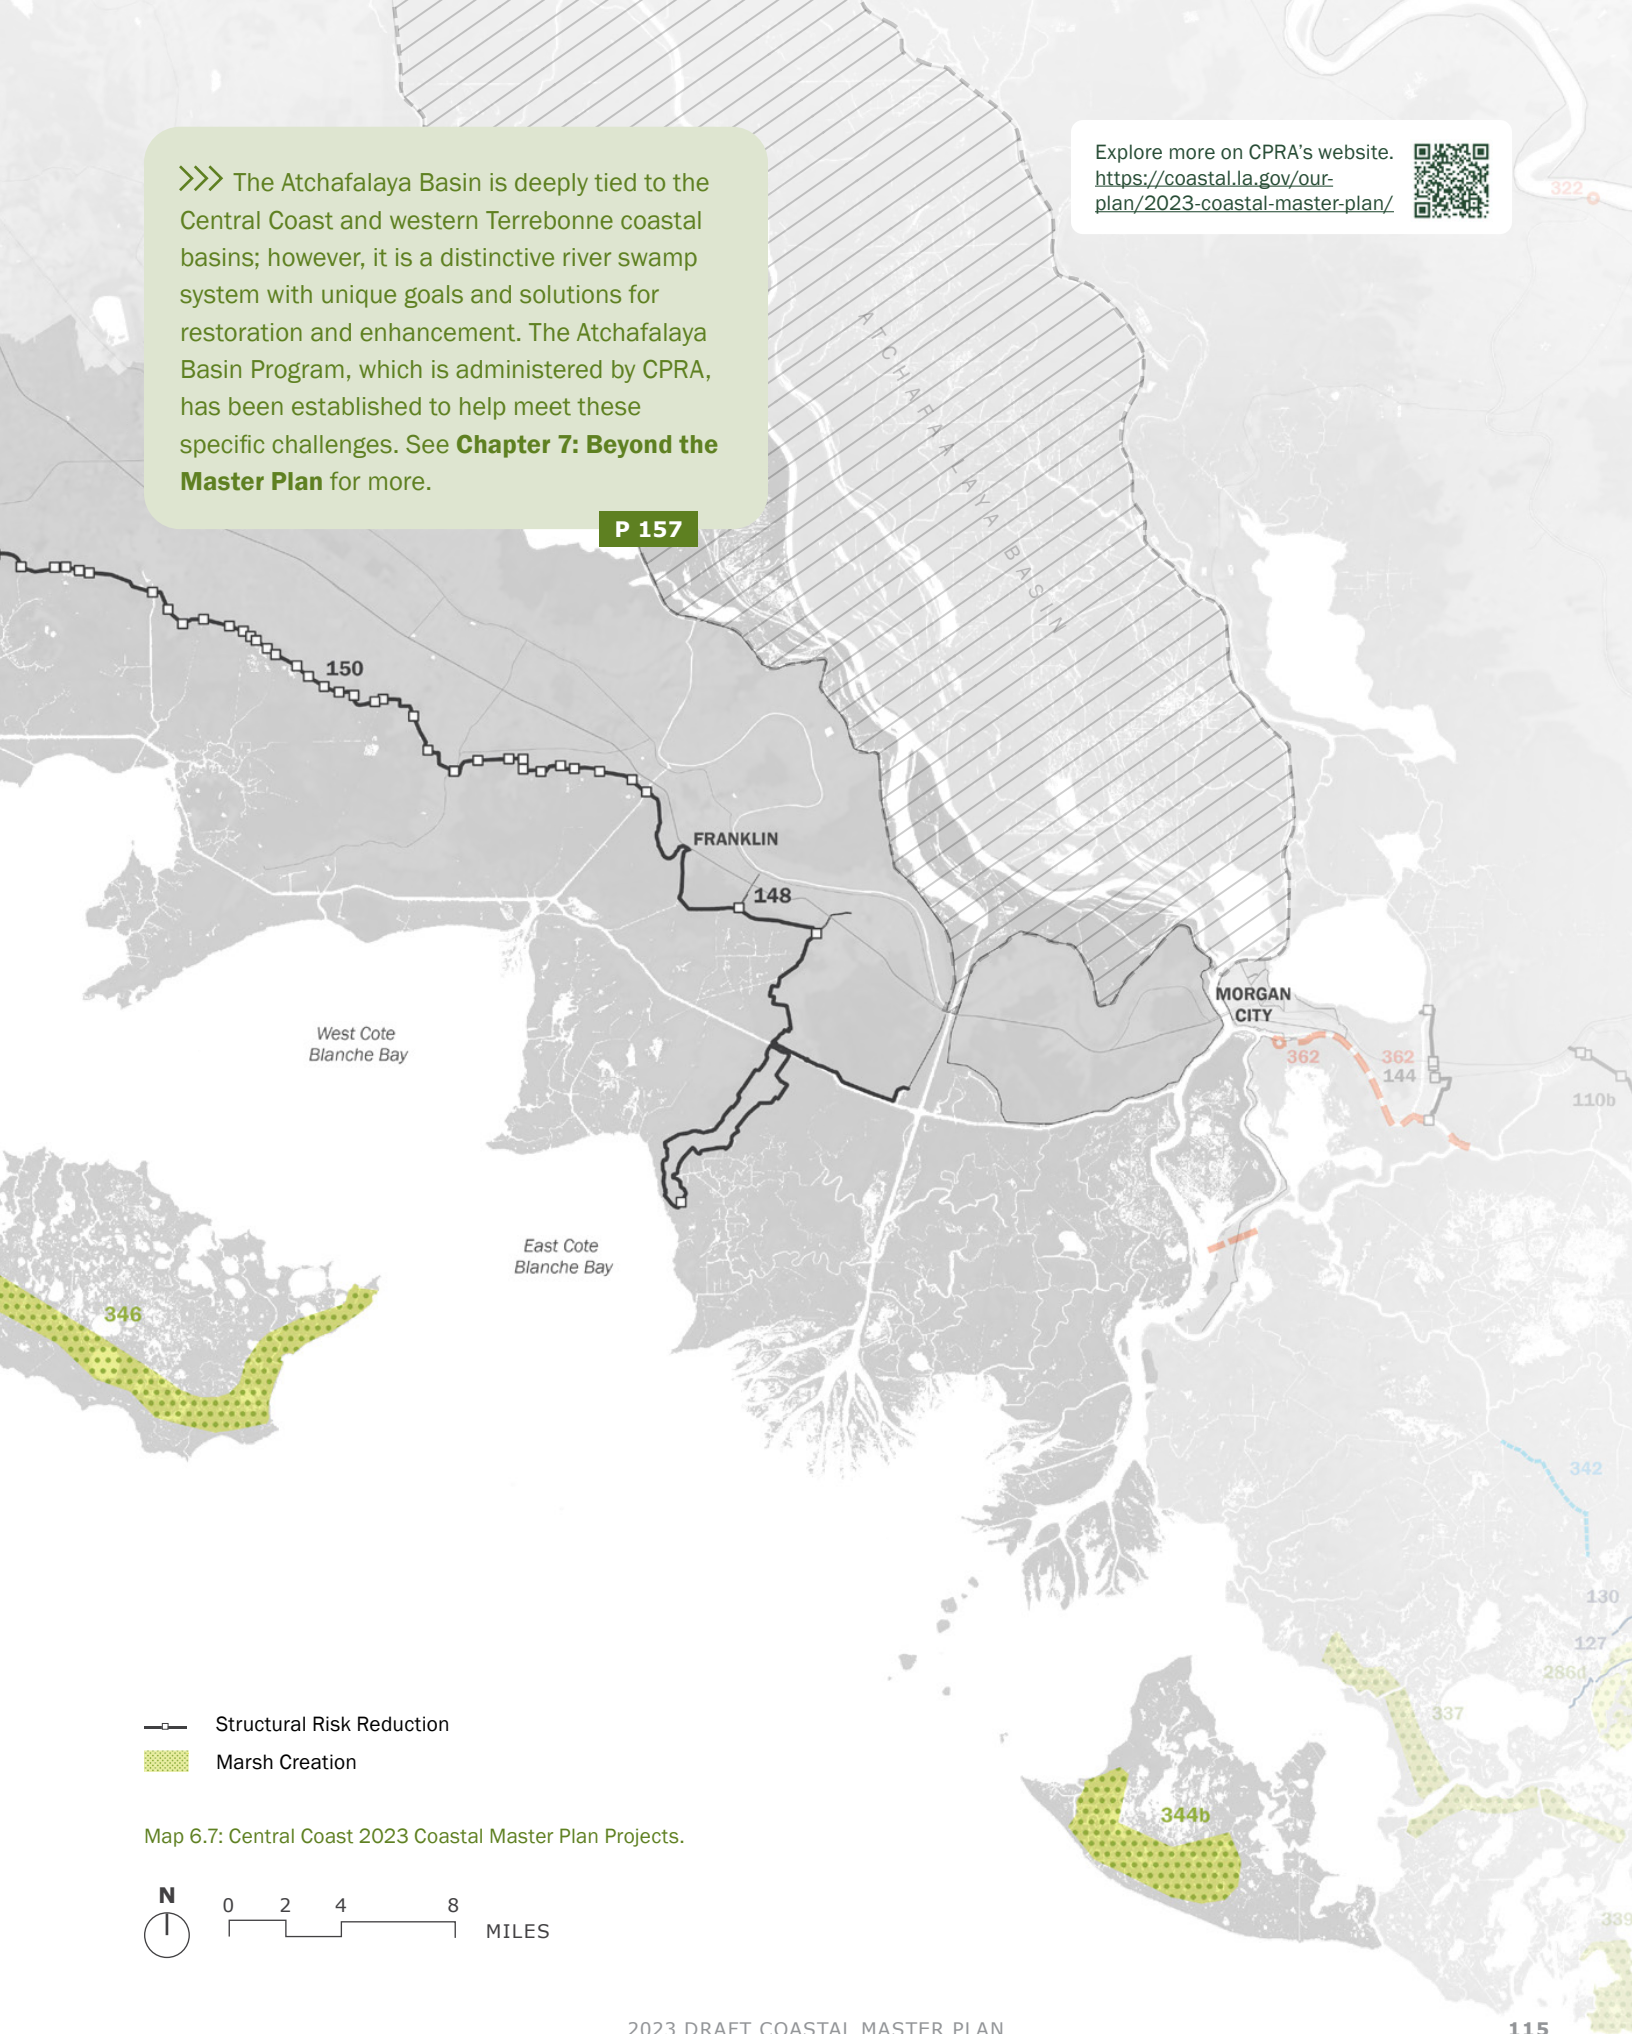 >>> The Atchafalaya Basin is deeply tied to the
Central Coast and western Terrebonne coastal
basins; however, it is a distinctive river swamp
system with unique goals and solutions for
restoration and enhancement. The Atchafalaya
Basin Program, which is administered by CPRA,
has been established to help meet these
specific challenges. See Chapter 7: Beyond the
Master Plan for more.
P 157
Explore more on CPRA's website.
https://coastal.la.gov/our-
plan/2023-coastal-master-plan/
322
ATCHAFAALAYA BASIN
150
FRANKLIN
148
MORGAN
CITY
West Cote
Blanche Bay
362
362
144
110b
East Cote
Blanche Bay
346
342
130
127
286d
337
344b
339
Structural Risk Reduction
Marsh Creation
Map 6.7: Central Coast 2023 Coastal Master Plan Projects.
N
0 2 4 8
MILES
2023 DRAFT COASTAL MASTER PLAN
115